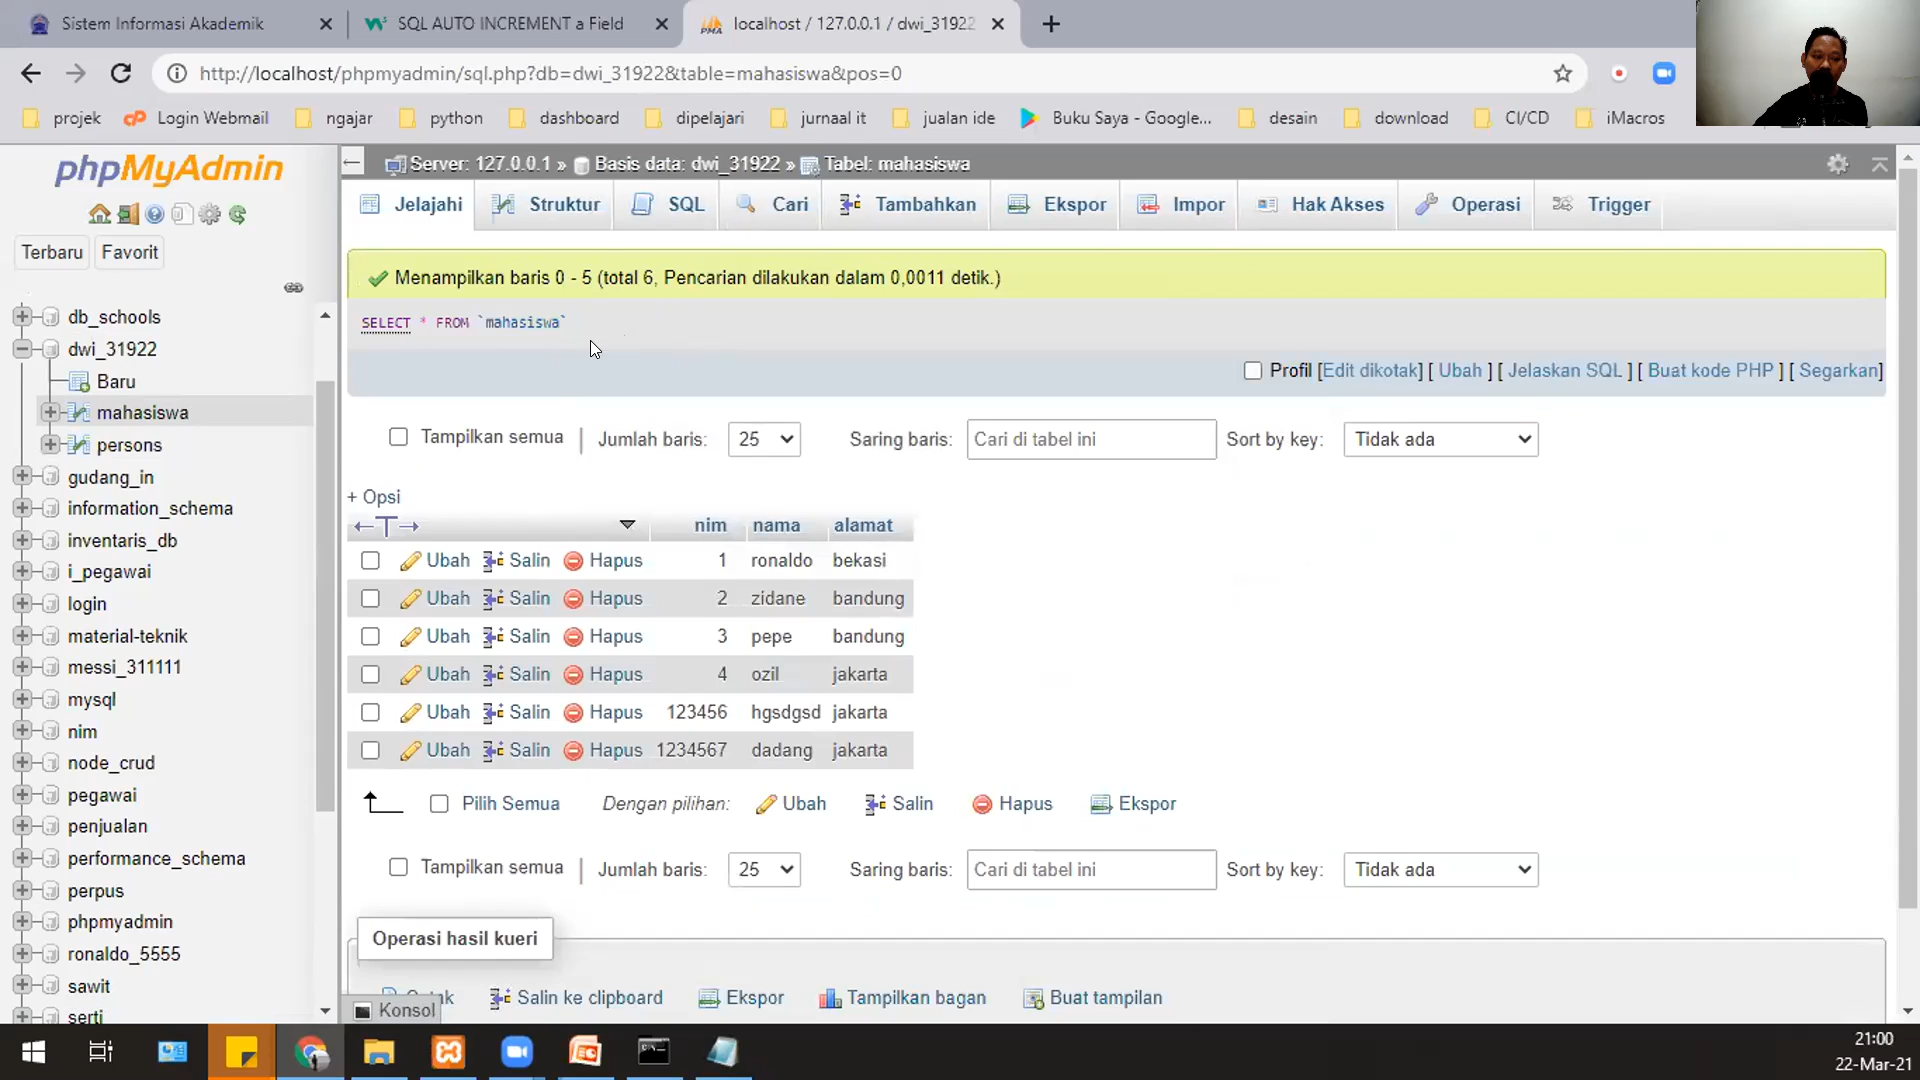 Sistem Informasi Akademik
SQL AUTO INCREMENT a Field
localhost / 127.0.0.1 / dwi_31922
http://localhost/phpmyadmin/sql.php?db=dwi_31922&table=mahasiswa&pos=0
projek Login Webmail ngajar python dashboard dipelajari jurnaal it jualan ide Buku Saya - Google... desain download CI/CD iMacros
phpMyAdmin
Terbaru Favorit
db_schools
dwi_31922
Baru
mahasiswa
persons
gudang_in
information_schema
inventaris_db
i_pegawai
login
material-teknik
messi_311111
mysql
nim
node_crud
pegawai
penjualan
performance_schema
perpus
phpmyadmin
ronaldo_5555
sawit
serti
Server: 127.0.0.1 » Basis data: dwi_31922 » Tabel: mahasiswa
Jelajahi Struktur SQL Cari Tambahkan Ekspor Impor Hak Akses Operasi Trigger
Menampilkan baris 0 - 5 (total 6, Pencarian dilakukan dalam 0,0011 detik.)
SELECT * FROM `mahasiswa`
Profil [Edit dikotak] [ Ubah ] [ Jelaskan SQL ] [ Buat kode PHP ] [ Segarkan]
Tampilkan semua | Jumlah baris: 25 Saring baris: Cari di tabel ini Sort by key: Tidak ada
+ Opsi
←T→ nim nama alamat
Ubah Salin Hapus 1 ronaldo bekasi
Ubah Salin Hapus 2 zidane bandung
Ubah Salin Hapus 3 pepe bandung
Ubah Salin Hapus 4 ozil jakarta
Ubah Salin Hapus 123456 hgsdgsd jakarta
Ubah Salin Hapus 1234567 dadang jakarta
Pilih Semua Dengan pilihan: Ubah Salin Hapus Ekspor
Tampilkan semua | Jumlah baris: 25 Saring baris: Cari di tabel ini Sort by key: Tidak ada
Operasi hasil kueri
Salin ke clipboard Ekspor Tampilkan bagan Buat tampilan
Konsol
21:00
22-Mar-21